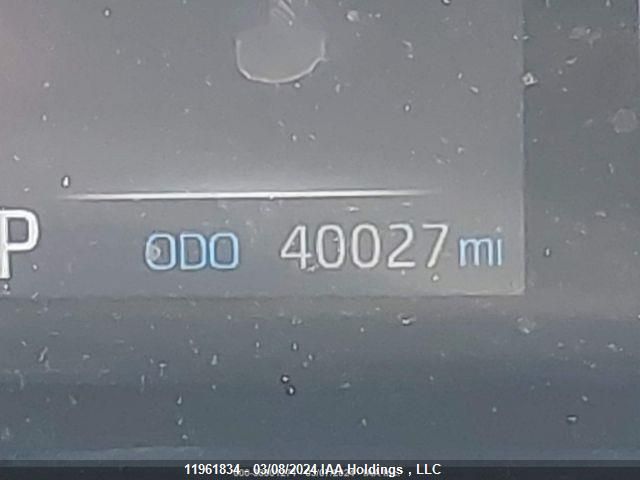 P ODO 40027 mi
11961834 - 03/08/2024 IAA Holdings , LLC